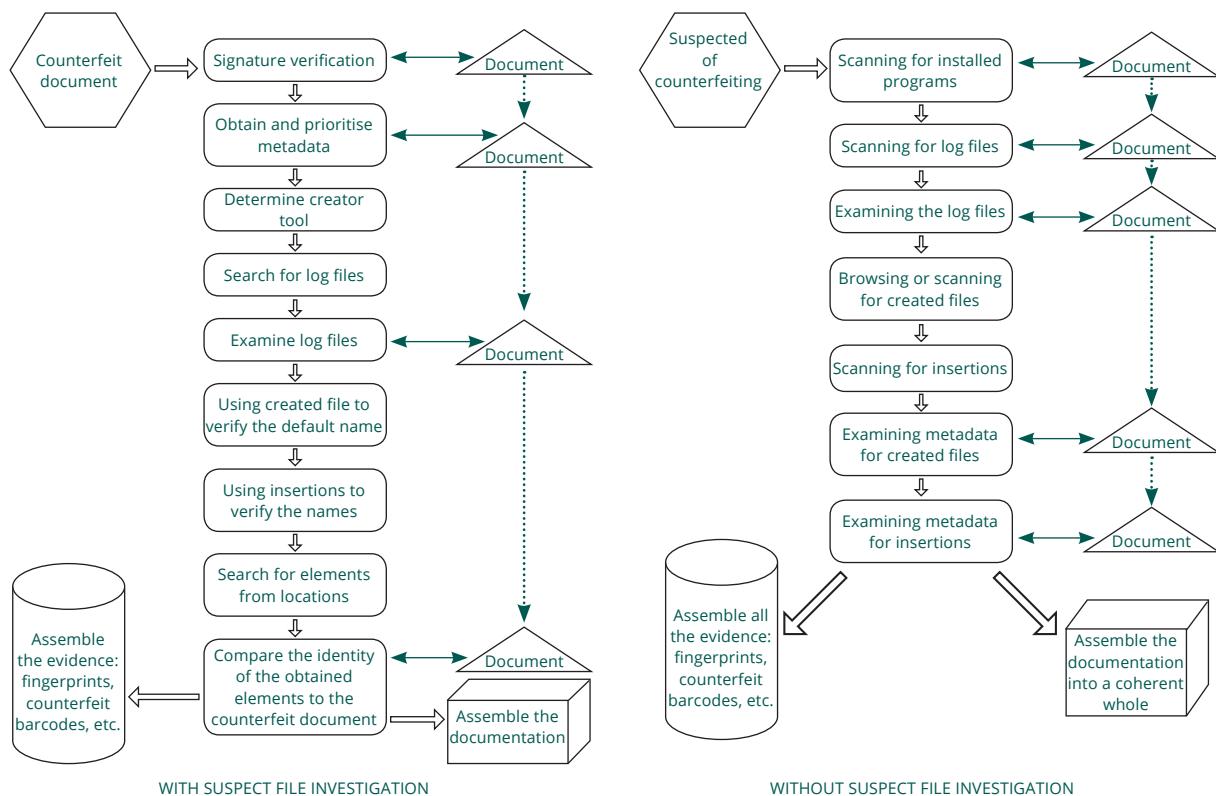 Counterfeit
document
Signature verification
Document
Obtain and prioritise
metadata
Document
Determine creator
tool
Search for log files
Examine log files
Document
Using created file to
verify the default name
Using insertions to
verify the names
Search for elements
from locations
Compare the identity
of the obtained
elements to the
counterfeit document
Document
Assemble
the evidence:
fingerprints,
counterfeit
barcodes, etc.
Assemble the
documentation
WITH SUSPECT FILE INVESTIGATION
Suspected
of
counterfeiting
Scanning for installed
programs
Document
Scanning for log files
Document
Examining the log files
Document
Browsing or scanning
for created files
Scanning for insertions
Examining metadata
for created files
Document
Examining metadata
for insertions
Document
Assemble all
the evidence:
fingerprints,
counterfeit
barcodes, etc.
Assemble the
documentation
into a coherent
whole
WITHOUT SUSPECT FILE INVESTIGATION